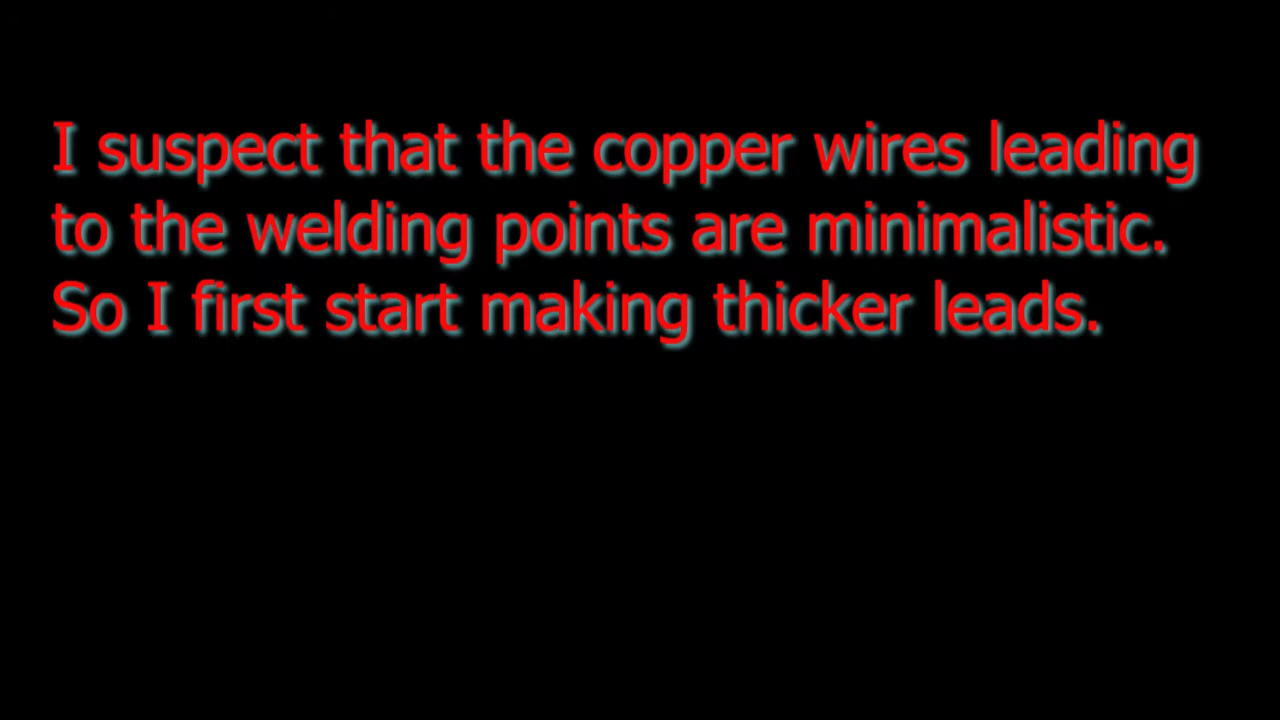 I suspect that the copper wires leading
to the welding points are minimalistic.
So I first start making thicker leads.